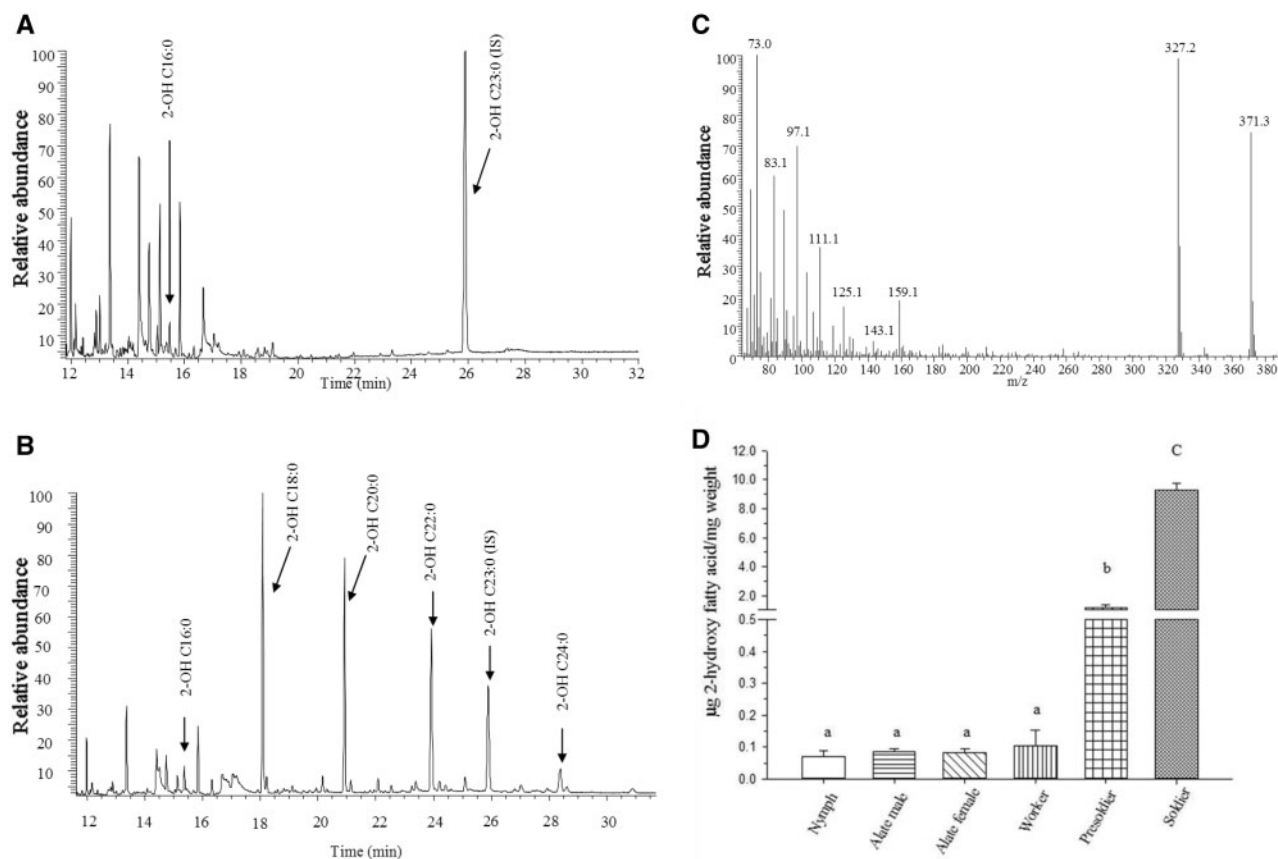 A
Relative abundance
100
90
80
70
60
50
40
30
20
10
2-OH C16:0
2-OH C23:0 (IS)
12 14 16 18 20 22 24 26 28 30 32
Time (min)
B
Relative abundance
100
90
80
70
60
50
40
30
20
10
2-OH C16:0
2-OH C18:0
2-OH C20:0
2-OH C22:0
2-OH C23:0 (IS)
2-OH C24:0
12 14 16 18 20 22 24 26 28 30
Time (min)
C
Relative abundance
100
90
80
70
60
50
40
30
20
10
0
73.0
327.2
371.3
97.1
83.1
111.1
125.1
159.1
143.1
80 100 120 140 160 180 200 220 240 260 280 300 320 340 360 380
m/z
D
µg 2-hydroxy fatty acid/mg weight
12.0
10.0
8.0
6.0
4.0
2.0
0.5
0.4
0.3
0.2
0.1
0.0
a
a
a
a
b
C
Nymph
Alate male
Alate female
Worker
Presoldier
Soldier